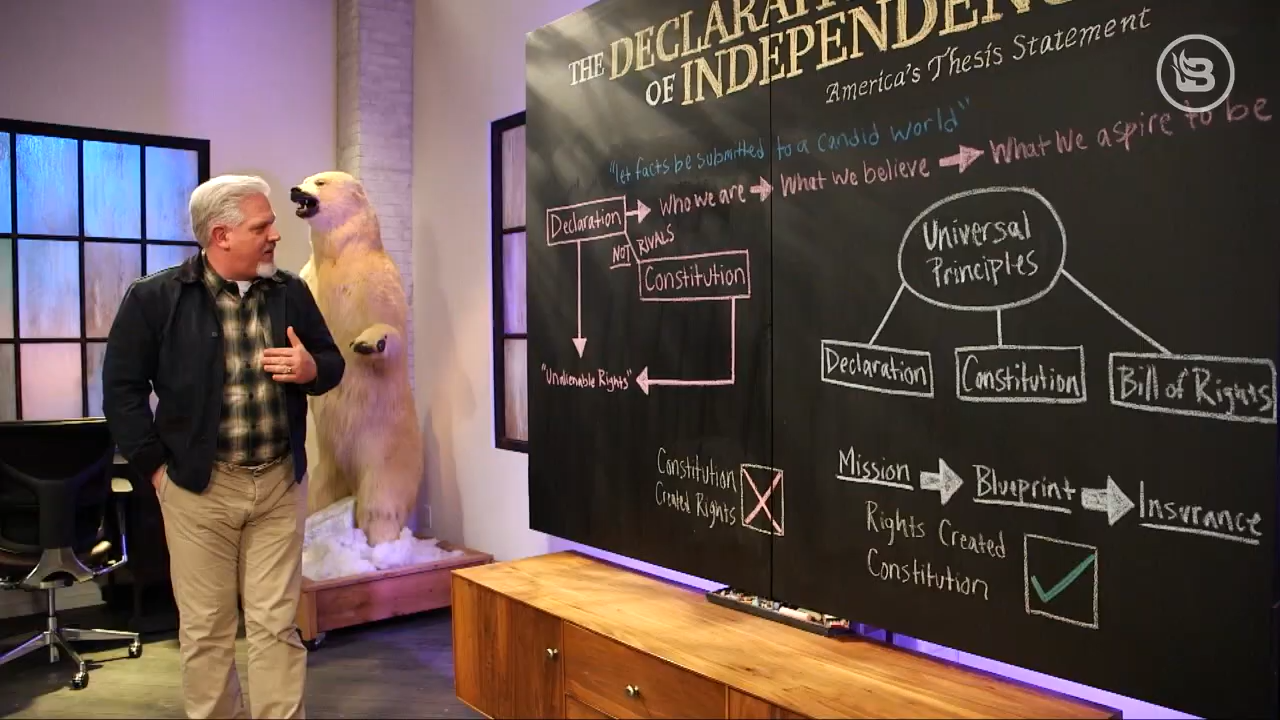 THE DECLARATION
OF INDEPENDENCE
America's Thesis Statement
"let facts be submitted to a candid world"
Declaration
Who we are
What we believe
What we aspire to be
NOT RIVALS
Constitution
"Unalienable Rights"
Constitution
Created Rights
Universal
Principles
Declaration
Constitution
Bill of Rights
Mission
Blueprint
Insurance
Rights Created
Constitution
B